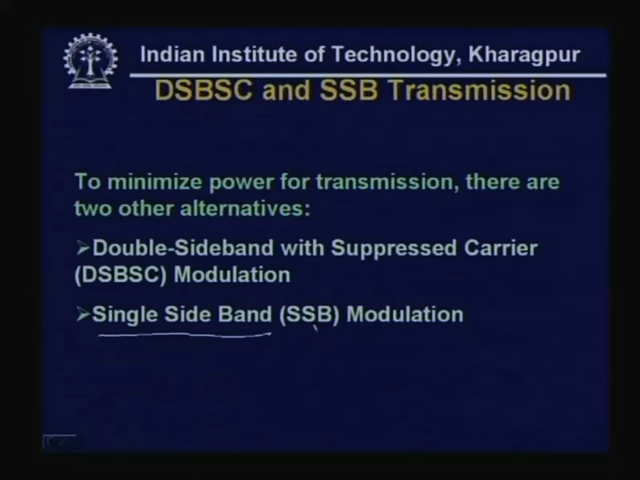 Indian Institute of Technology, Kharagpur
DSBSC and SSB Transmission
To minimize power for transmission, there are
two other alternatives:
➢Double-Sideband with Suppressed Carrier
(DSBSC) Modulation
➢Single Side Band (SSB) Modulation